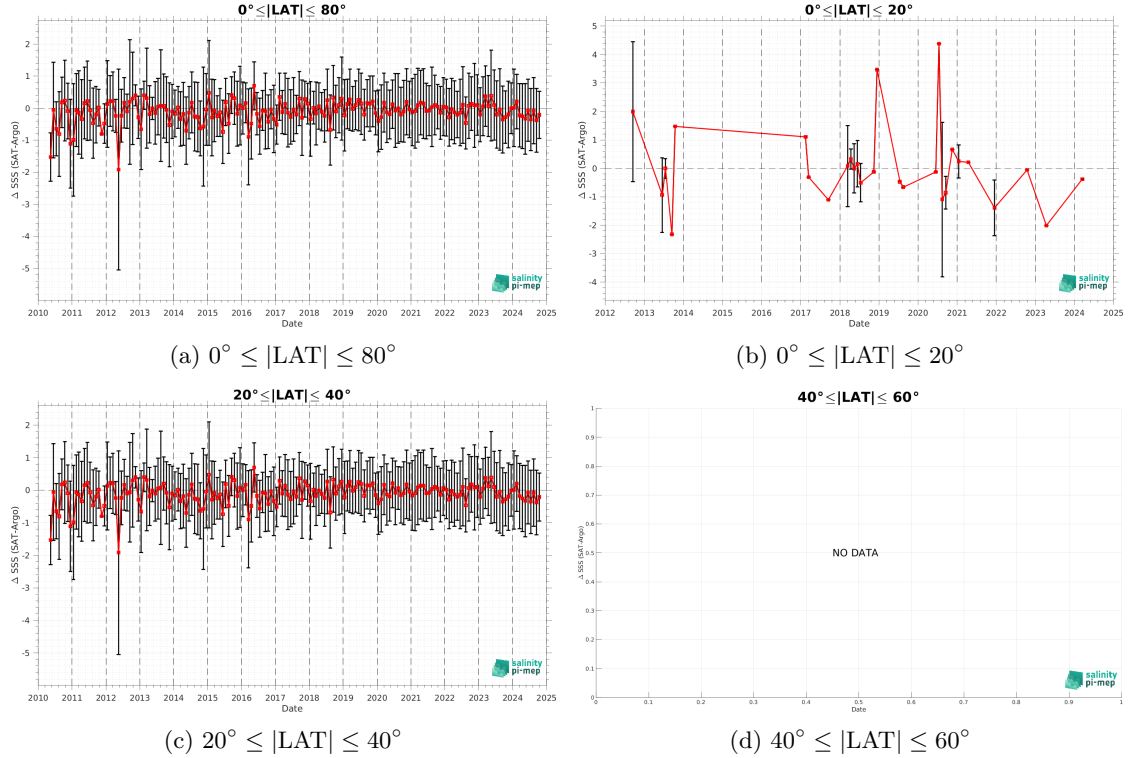 0°≤|LAT|≤ 80°
Δ SSS (SAT-Argo)
2
1
0
-1
-2
-3
-4
-5
salinity
pi-mep
2010 2011 2012 2013 2014 2015 2016 2017 2018 2019 2020 2021 2022 2023 2024 2025
Date
(a) 0° ≤ |LAT| ≤ 80°
0°≤|LAT|≤ 20°
Δ SSS (SAT-Argo)
5
4
3
2
1
0
-1
-2
-3
-4
salinity
pi-mep
2012 2013 2014 2015 2016 2017 2018 2019 2020 2021 2022 2023 2024 2025
Date
(b) 0° ≤ |LAT| ≤ 20°
20°≤|LAT|≤ 40°
Δ SSS (SAT-Argo)
2
1
0
-1
-2
-3
-4
-5
salinity
pi-mep
2010 2011 2012 2013 2014 2015 2016 2017 2018 2019 2020 2021 2022 2023 2024 2025
Date
(c) 20° ≤ |LAT| ≤ 40°
40°≤|LAT|≤ 60°
Δ SSS (SAT-Argo)
1
0.9
0.8
0.7
0.6
0.5
0.4
0.3
0.2
0.1
0
NO DATA
salinity
pi-mep
0 0.1 0.2 0.3 0.4 0.5 0.6 0.7 0.8 0.9 1
Date
(d) 40° ≤ |LAT| ≤ 60°